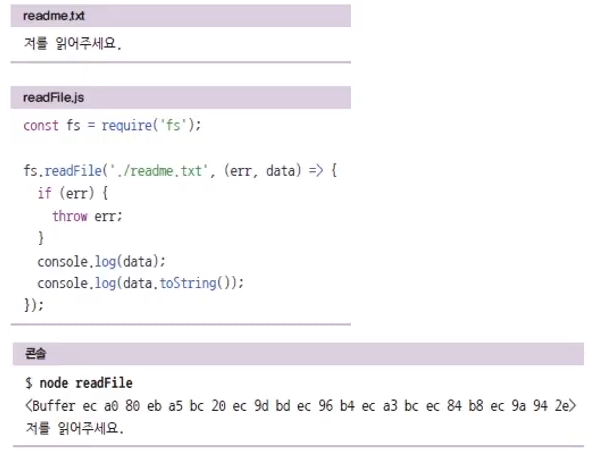 readme.txt
저를 읽어주세요.
readFile.js
const fs = require('fs');
fs.readFile('./readme.txt', (err, data) => {
if (err) {
throw err;
}
console.log(data);
console.log(data.toString());
});
콘솔
$ node readFile
<Buffer ec a0 80 eb a5 bc 20 ec 9d bd ec 96 b4 ec a3 bc ec 84 b8 ec 9a 94 2e>
저를 읽어주세요.